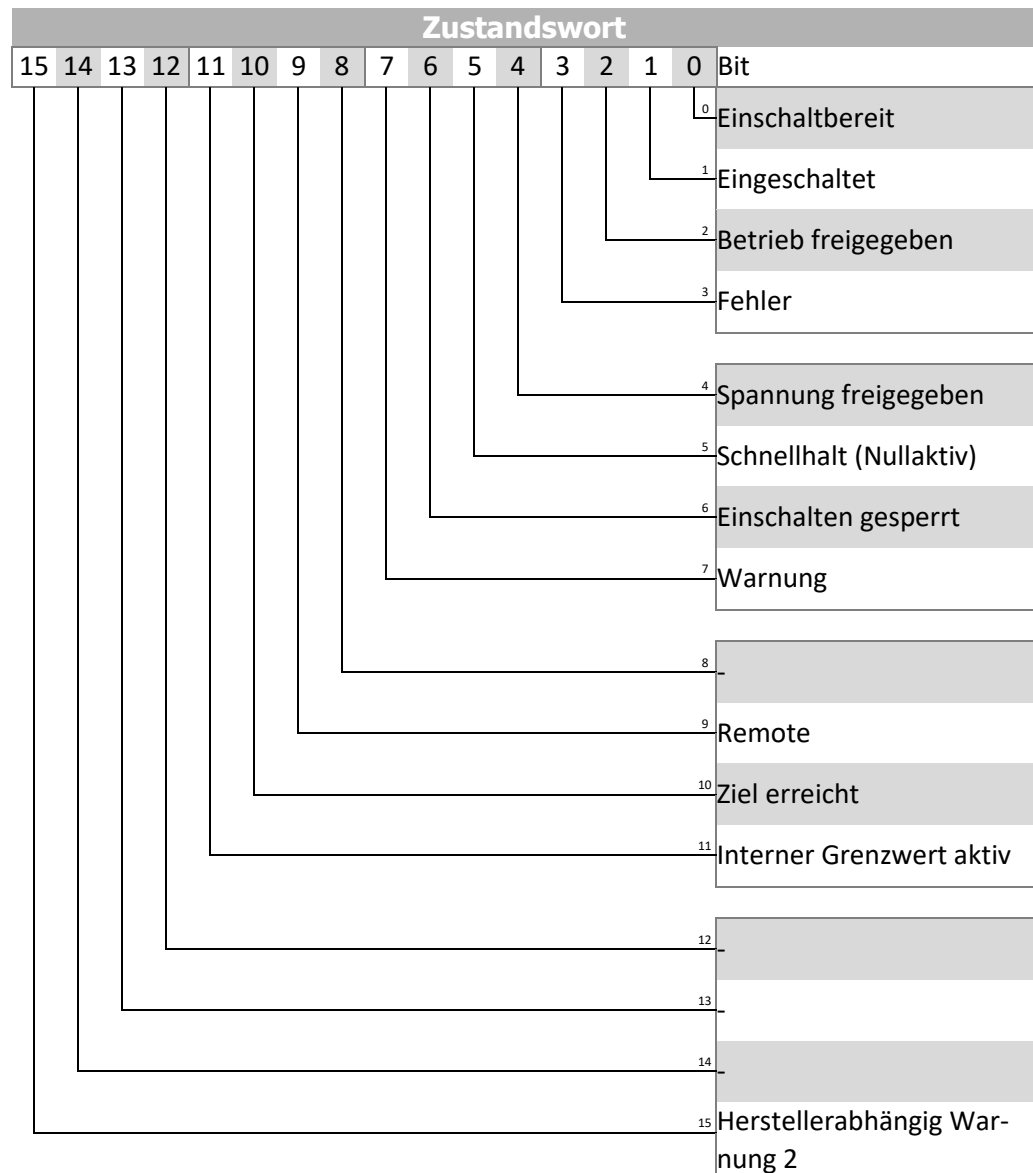 Zustandswort
15 14 13 12 11 10 9 8 7 6 5 4 3 2 1 0 Bit
0 Einschaltbereit
1 Eingeschaltet
2 Betrieb freigegeben
3 Fehler
4 Spannung freigegeben
5 Schnellhalt (Nullaktiv)
6 Einschalten gesperrt
7 Warnung
8 -
9 Remote
10 Ziel erreicht
11 Interner Grenzwert aktiv
12 -
13 -
14 -
15 Herstellerabhängig War-
nung 2